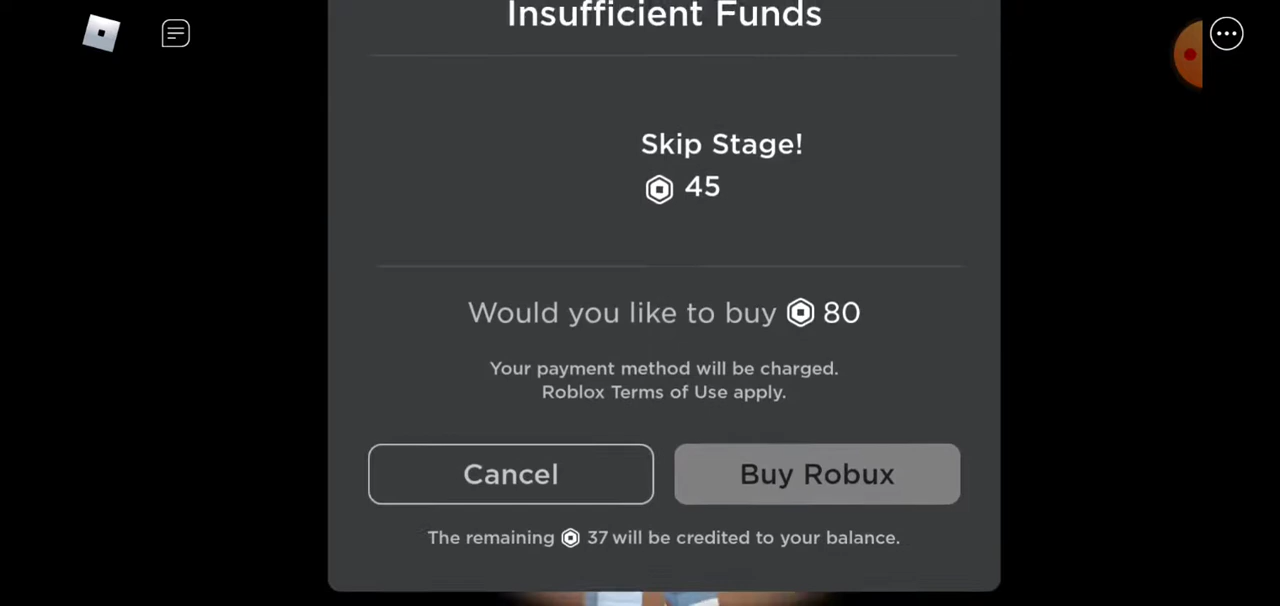 Insufficient Funds
Skip Stage!
45
Would you like to buy 80
Your payment method will be charged.
Roblox Terms of Use apply.
Cancel
Buy Robux
The remaining 37 will be credited to your balance.